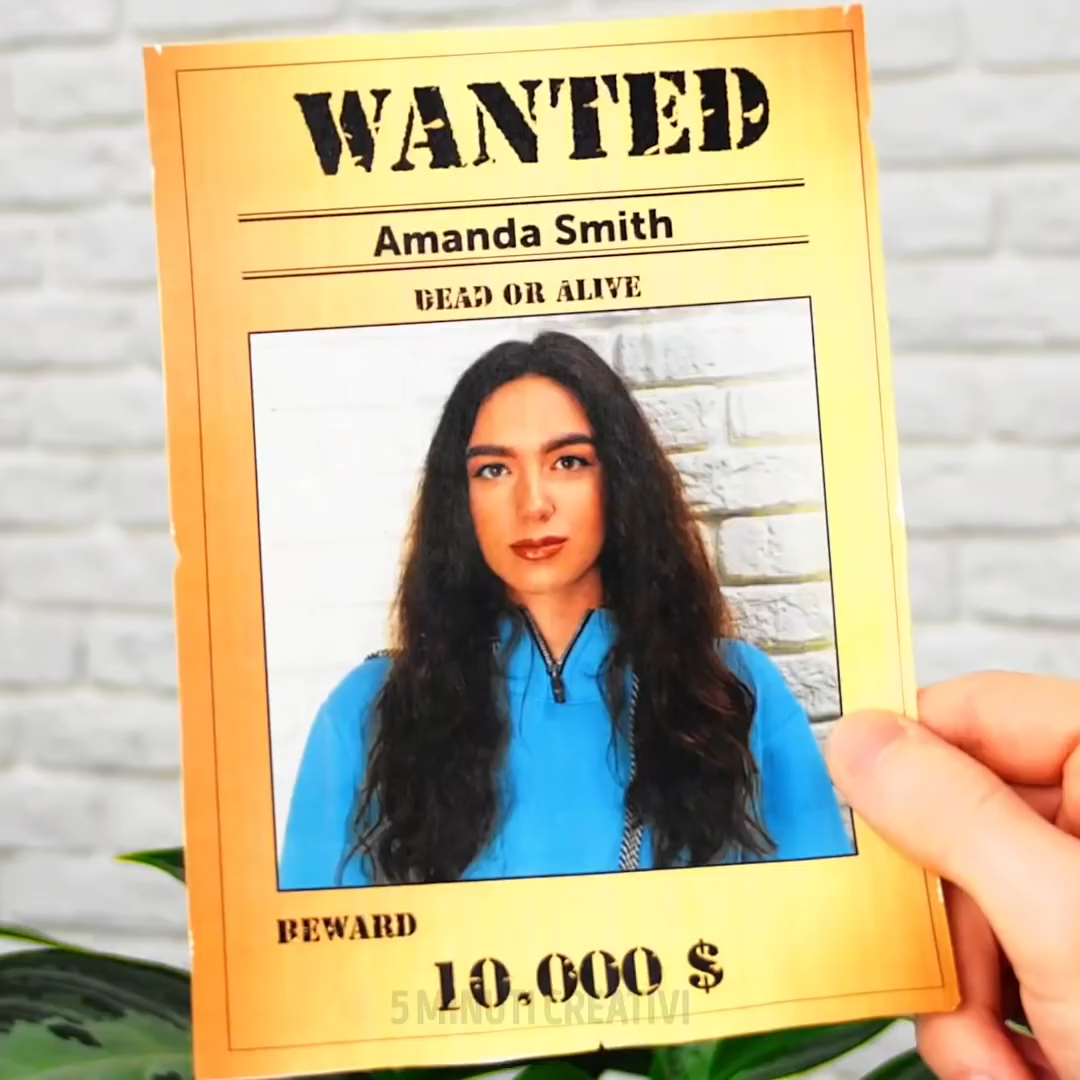 WANTED
Amanda Smith
DEAD OR ALIVE
REWARD
10.000 $
5 MINUTI CREATIVI